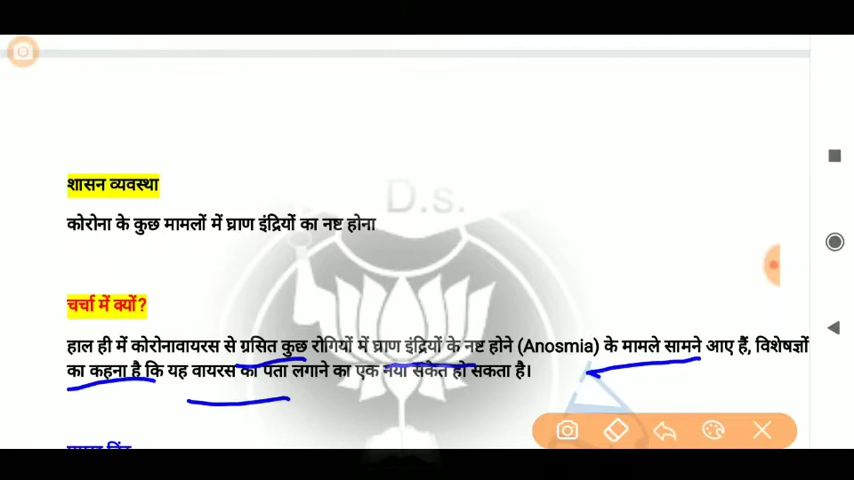 D.s.
शासन व्यवस्था
कोरोना के कुछ मामलों में घ्राण इंद्रियों का नष्ट होना
चर्चा में क्यों?
हाल ही में कोरोनावायरस से ग्रसित कुछ रोगियों में घ्राण इंद्रियों के नष्ट होने (Anosmia) के मामले सामने आए हैं, विशेषज्ञों
का कहना है कि यह वायरस का पता लगाने का एक नया संकेत हो सकता है।